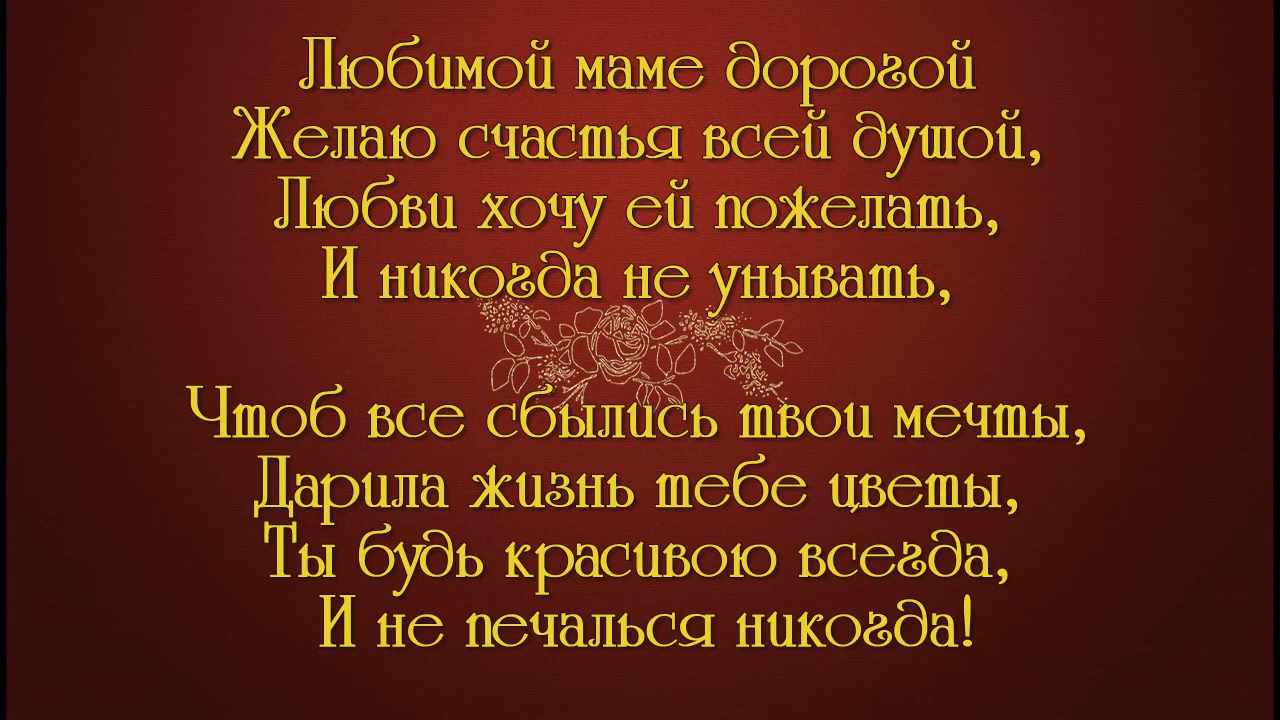 Любимой маме дорогой
Желаю счастья всей душой,
Любви хочу ей пожелать,
И никогда не унывать,
Чтоб все сбылись твои мечты,
Дарила жизнь тебе цветы,
Ты будь красивою всегда,
И не печалься никогда!